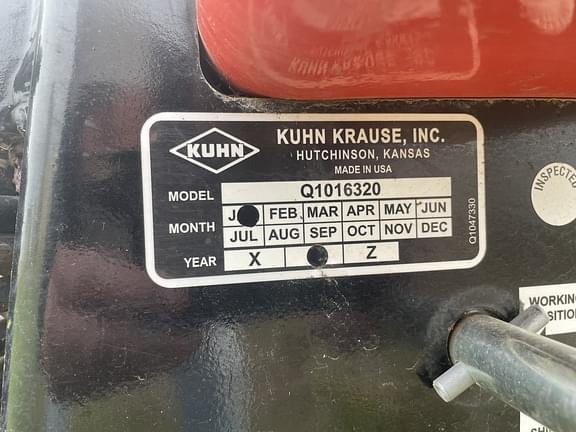 KUHN
KUHN KRAUSE, INC.
HUTCHINSON, KANSAS
MADE IN USA
MODEL Q1016320
MONTH J FEB MAR APR MAY JUN
JUL AUG SEP OCT NOV DEC
YEAR X Z
Q1047330
INSPECTED
WORKING